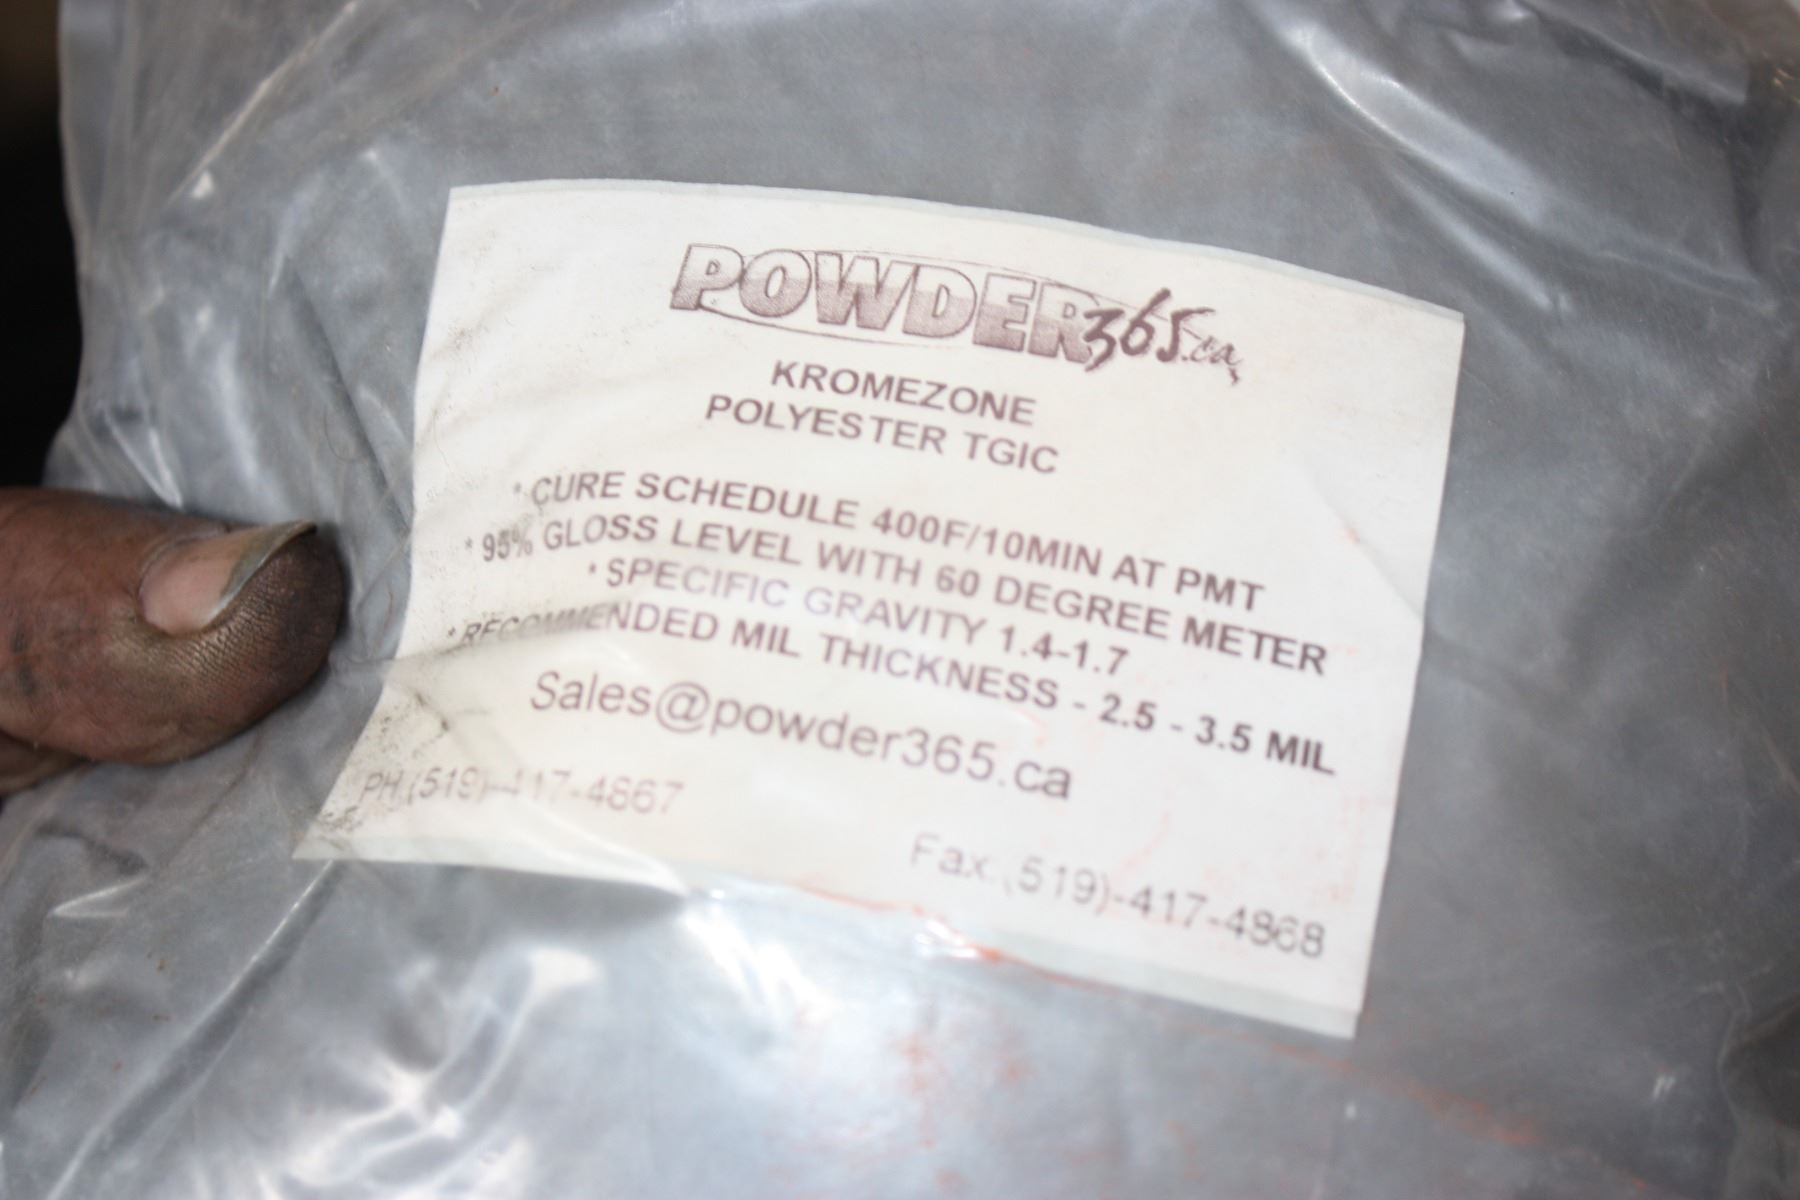 POWDER365.ca
KROMEZONE
POLYESTER TGIC
* CURE SCHEDULE 400F/10MIN AT PMT
* 95% GLOSS LEVEL WITH 60 DEGREE METER
* SPECIFIC GRAVITY 1.4-1.7
* RECOMMENDED MIL THICKNESS - 2.5 - 3.5 MIL
Sales@powder365.ca
PH.(519)-417-4867
Fax.(519)-417-4868